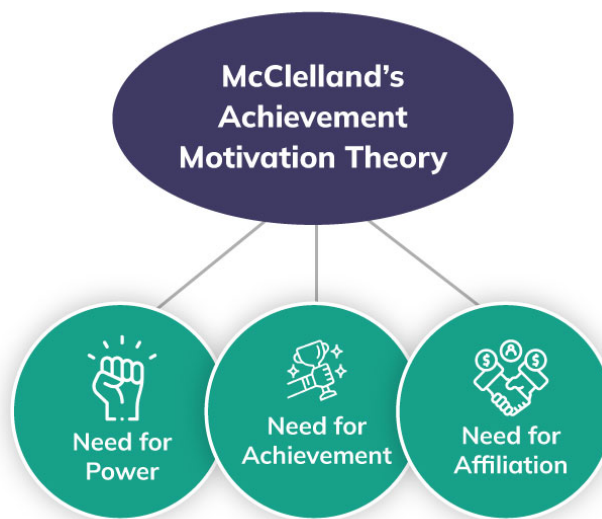 McClelland's
Achievement
Motivation Theory
Need for
Power
Need for
Achievement
Need for
Affiliation